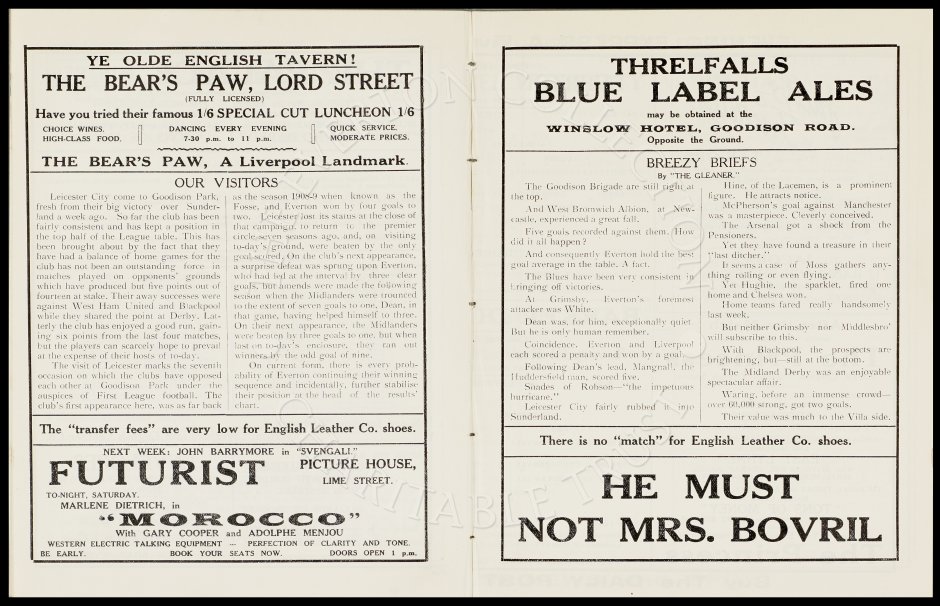 YE OLDE ENGLISH TAVERN!
THE BEAR'S PAW, LORD STREET
(FULLY LICENSED)
Have you tried their famous 1/6 SPECIAL CUT LUNCHEON 1/6
CHOICE WINES.
HIGH-CLASS FOOD.
DANCING EVERY EVENING
7-30 p.m. to 11 p.m.
QUICK SERVICE.
MODERATE PRICES.
THE BEAR'S PAW, A Liverpool Landmark.
OUR VISITORS
Leicester City come to Goodison Park,
fresh from their big victory over Sunder-
land a week ago. So far the club has been
fairly consistent and has kept a position in
the top half of the League table. This has
been brought about by the fact that they
have had a balance of home games for the
club has not been an outstanding force in
matches played on opponents' grounds
which have produced but five points out of
fourteen at stake. Their away successes were
against West Ham United and Blackpool
while they shared the point at Derby. Lat-
terly the club has enjoyed a good run, gain-
ing six points from the last four matches,
but the players can scarcely hope to prevail
at the expense of their hosts of to-day.
The visit of Leicester marks the seventh
occasion on which the clubs have opposed
each other at Goodison Park under the
auspices of First League football. The
club's first appearance here, was as far back
as the season 1908-9 when known as the
Fosse, and Everton won by four goals to
two. Leicester lost its status at the close of
that campaign, to return to the premier
circle seven seasons ago, and, on visiting
to-day's ground, were beaten by the only
goal scored. On the club's next appearance,
a surprise defeat was sprung upon Everton,
who had led at the interval by three clear
goals, but amends were made the following
season when the Midlanders were trounced
to the extent of seven goals to one, Dean, in
that game, having helped himself to three.
On their next appearance, the Midlanders
were beaten by three goals to one, but when
last on to-day's enclosure, they ran out
winners by the odd goal of nine.
On current form, there is every prob-
ability of Everton continuing their winning
sequence and incidentally, further stabilise
their position at the head of the results'
chart.
The "transfer fees" are very low for English Leather Co. shoes.
NEXT WEEK: JOHN BARRYMORE in "SVENGALI."
FUTURIST PICTURE HOUSE,
LIME STREET.
TO-NIGHT, SATURDAY.
MARLENE DIETRICH, in
"MOROCCO"
With GARY COOPER and ADOLPHE MENJOU
WESTERN ELECTRIC TALKING EQUIPMENT — PERFECTION OF CLARITY AND TONE.
BE EARLY. BOOK YOUR SEATS NOW. DOORS OPEN 1 p.m.
THRELFALLS
BLUE LABEL ALES
may be obtained at the
WINSLOW HOTEL, GOODISON ROAD.
Opposite the Ground.
BREEZY BRIEFS
By "THE GLEANER."
The Goodison Brigade are still right at
the top.
And West Bromwich Albion, at New-
castle, experienced a great fall.
Five goals recorded against them. How
did it all happen?
And consequently Everton hold the best
goal average in the table. A fact.
The Blues have been very consistent in
bringing off victories.
At Grimsby, Everton's foremost
attacker was White.
Dean was, for him, exceptionally quiet.
But he is only human remember.
Coincidence. Everton and Liverpool
each scored a penalty and won by a goal.
Following Dean's lead, Mangnall, the
Huddersfield man, scored five.
Shades of Robson—"the impetuous
hurricane."
Leicester City fairly rubbed it into
Sunderland.
Hine, of the Lacemen, is a prominent
figure. He attracts notice.
McPherson's goal against Manchester
was a masterpiece. Cleverly conceived.
The Arsenal got a shock from the
Pensioners.
Yet they have found a treasure in their
"last ditcher."
It seems a case of Moss gathers any-
thing rolling or even flying.
Yet Hughie, the sparklet, fired one
home and Chelsea won.
Home teams fared really handsomely
last week.
But neither Grimsby nor Middlesbro'
will subscribe to this.
With Blackpool, the prospects are
brightening, but—still at the bottom.
The Midland Derby was an enjoyable
spectacular affair.
Waring, before an immense crowd—
over 60,000 strong, got two goals.
Their value was much to the Villa side.
There is no "match" for English Leather Co. shoes.
HE MUST
NOT MRS. BOVRIL